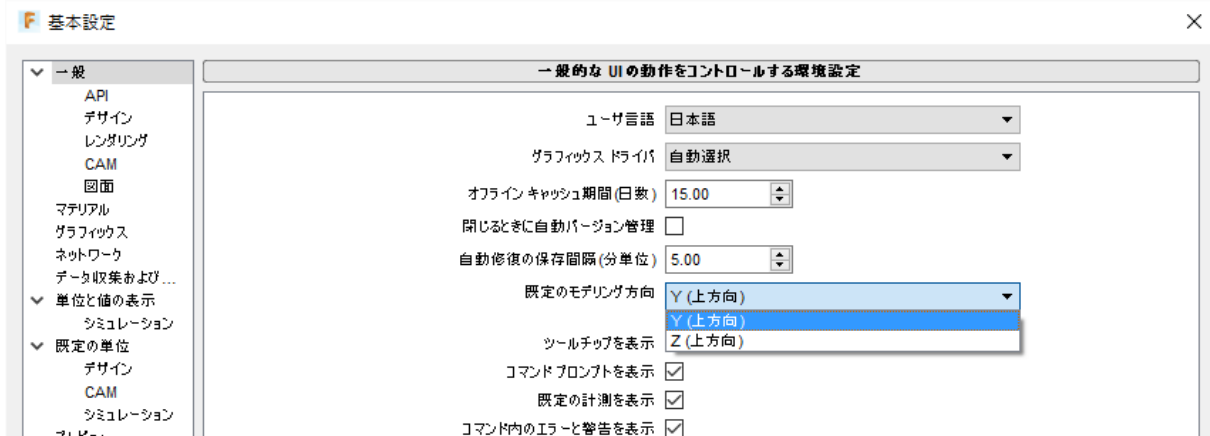 基本設定
一般
API
デザイン
レンダリング
CAM
図面
マテリアル
グラフィックス
ネットワーク
データ収集および...
単位と値の表示
シミュレーション
既定の単位
デザイン
CAM
シミュレーション
プレビュー
一般的な UI の動作をコントロールする環境設定
ユーザ言語 日本語
グラフィックス ドライバ 自動選択
オフライン キャッシュ期間(日数) 15.00
閉じるときに自動バージョン管理
自動修復の保存間隔(分単位) 5.00
既定のモデリング方向 Y (上方向)
Y (上方向)
Z (上方向)
ツールチップを表示
コマンド プロンプトを表示
既定の計測を表示
コマンド内のエラーと警告を表示